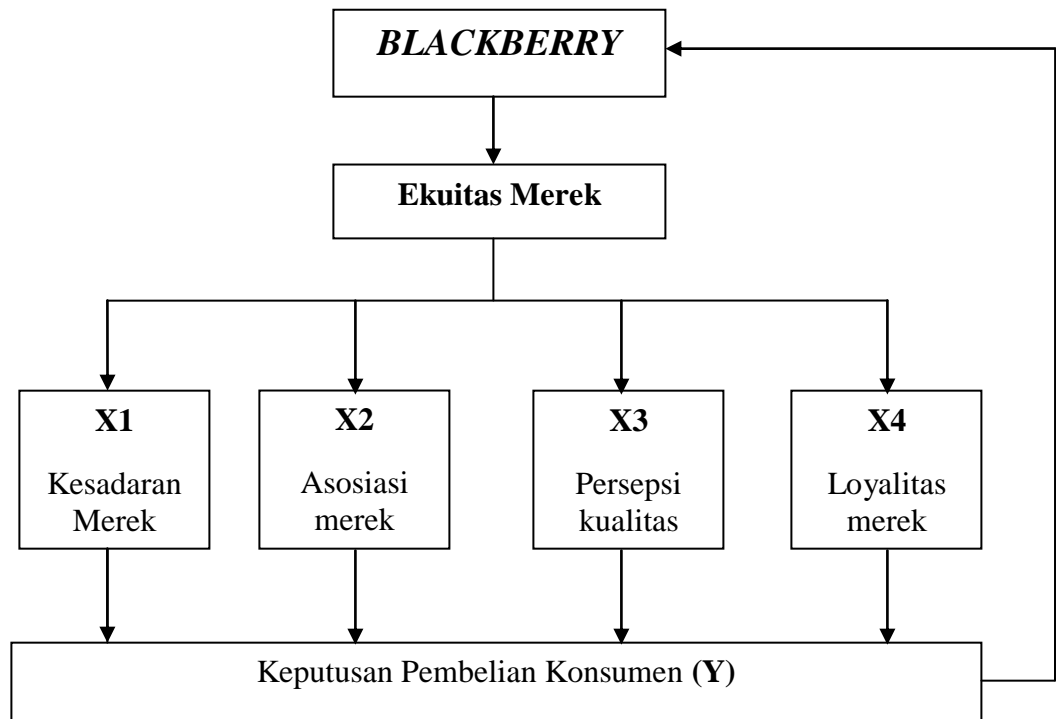 BLACKBERRY
Ekuitas Merek
X1
Kesadaran
Merek
X2
Asosiasi
merek
X3
Persepsi
kualitas
X4
Loyalitas
merek
Keputusan Pembelian Konsumen (Y)